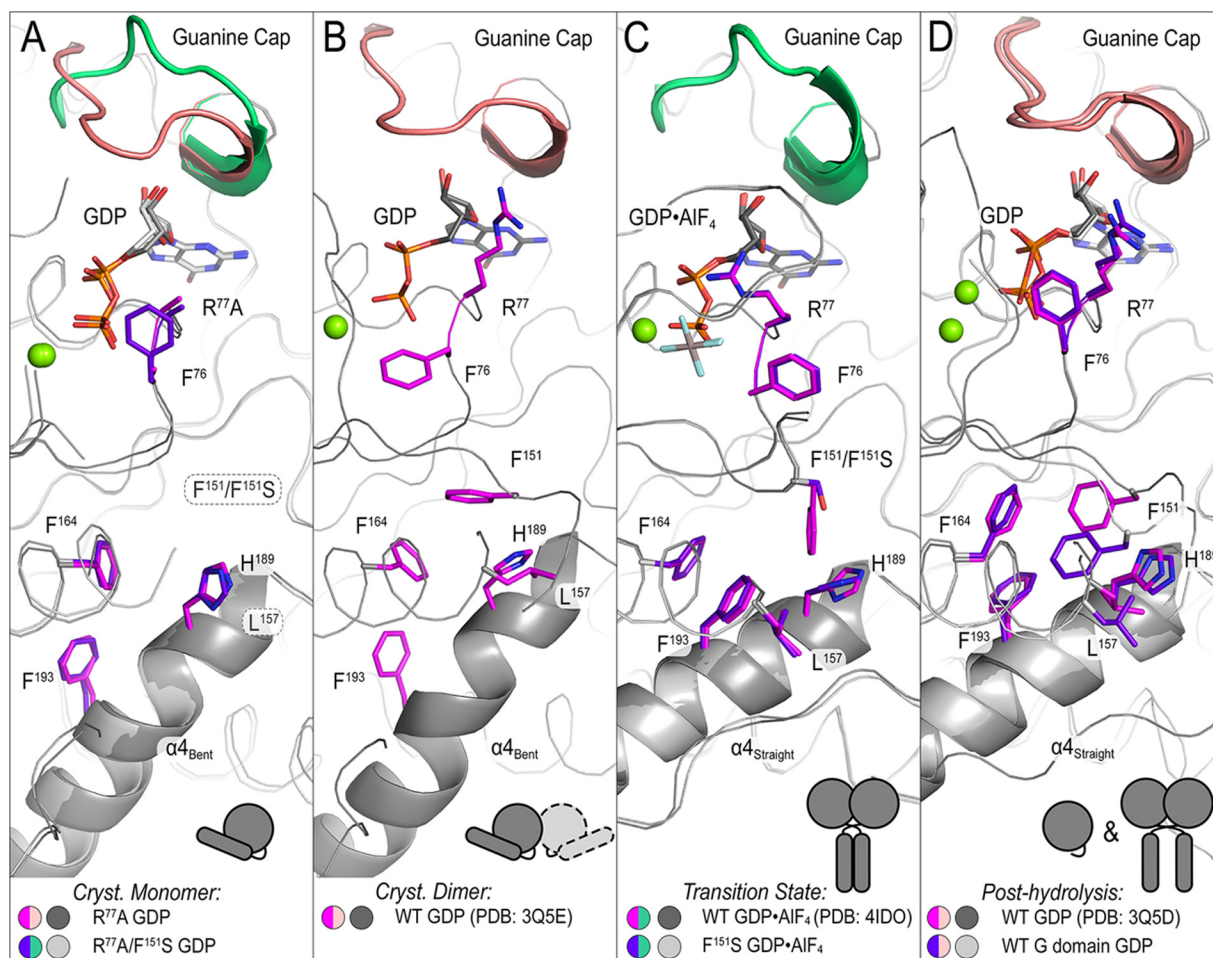 A
Guanine Cap
GDP
R⁷⁷A
F⁷⁶
F¹⁵¹/F¹⁵¹S
F¹⁶⁴
H¹⁸⁹
L¹⁵⁷
F¹⁹³
α4Bent
Cryst. Monomer:
R⁷⁷A GDP
R⁷⁷A/F¹⁵¹S GDP
B
Guanine Cap
GDP
R⁷⁷
F⁷⁶
F¹⁵¹
F¹⁶⁴
H¹⁸⁹
L¹⁵⁷
F¹⁹³
α4Bent
Cryst. Dimer:
WT GDP (PDB: 3Q5E)
C
Guanine Cap
GDP•AlF₄
R⁷⁷
F⁷⁶
F¹⁵¹/F¹⁵¹S
F¹⁶⁴
H¹⁸⁹
F¹⁹³
L¹⁵⁷
α4Straight
Transition State:
WT GDP•AlF₄ (PDB: 4IDO)
F¹⁵¹S GDP•AlF₄
D
Guanine Cap
GDP
R⁷⁷
F⁷⁶
F¹⁶⁴
F¹⁵¹
H¹⁸⁹
F¹⁹³
L¹⁵⁷
α4Straight
&
Post-hydrolysis:
WT GDP (PDB: 3Q5D)
WT G domain GDP